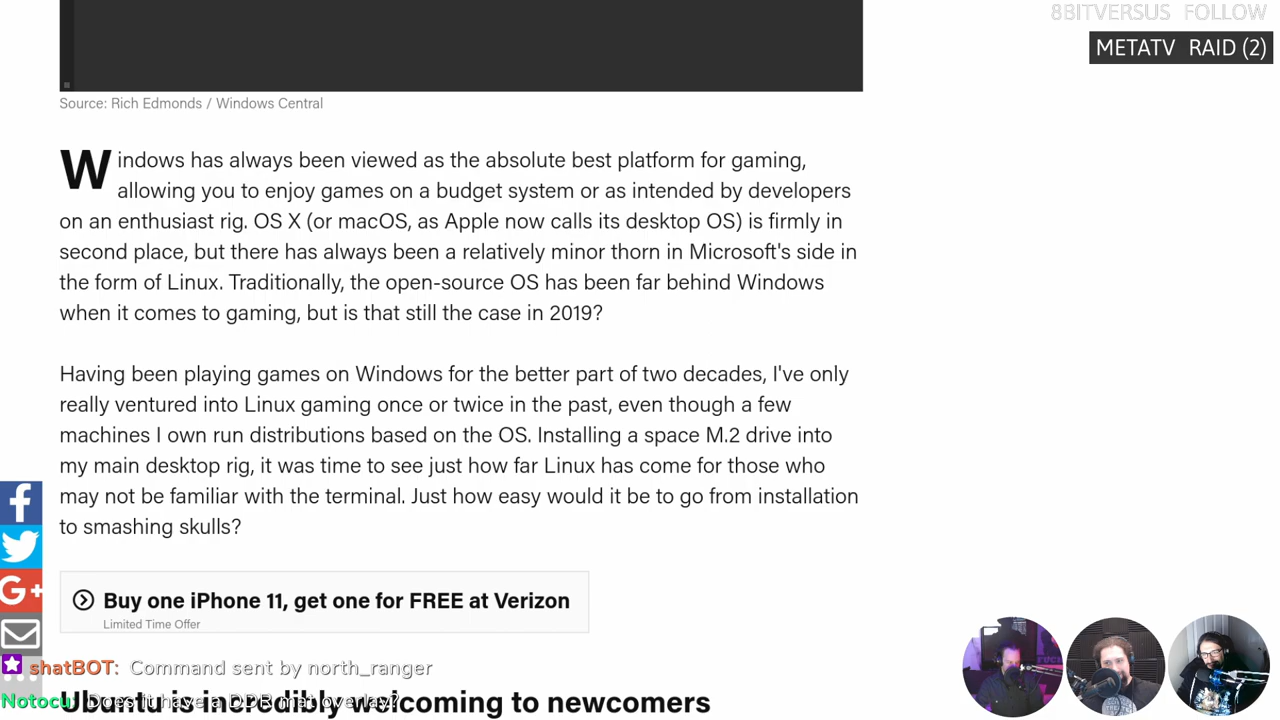 8BITVERSUS FOLLOW
METATV RAID (2)
Source: Rich Edmonds / Windows Central
Windows has always been viewed as the absolute best platform for gaming,
allowing you to enjoy games on a budget system or as intended by developers
on an enthusiast rig. OS X (or macOS, as Apple now calls its desktop OS) is firmly in
second place, but there has always been a relatively minor thorn in Microsoft's side in
the form of Linux. Traditionally, the open-source OS has been far behind Windows
when it comes to gaming, but is that still the case in 2019?
Having been playing games on Windows for the better part of two decades, I've only
really ventured into Linux gaming once or twice in the past, even though a few
machines I own run distributions based on the OS. Installing a space M.2 drive into
my main desktop rig, it was time to see just how far Linux has come for those who
may not be familiar with the terminal. Just how easy would it be to go from installation
to smashing skulls?
Buy one iPhone 11, get one for FREE at Verizon
Limited Time Offer
shatBOT: Command sent by north_ranger
Notocu: Does it have a DDR mat overlay?
Ubuntu is incredibly welcoming to newcomers